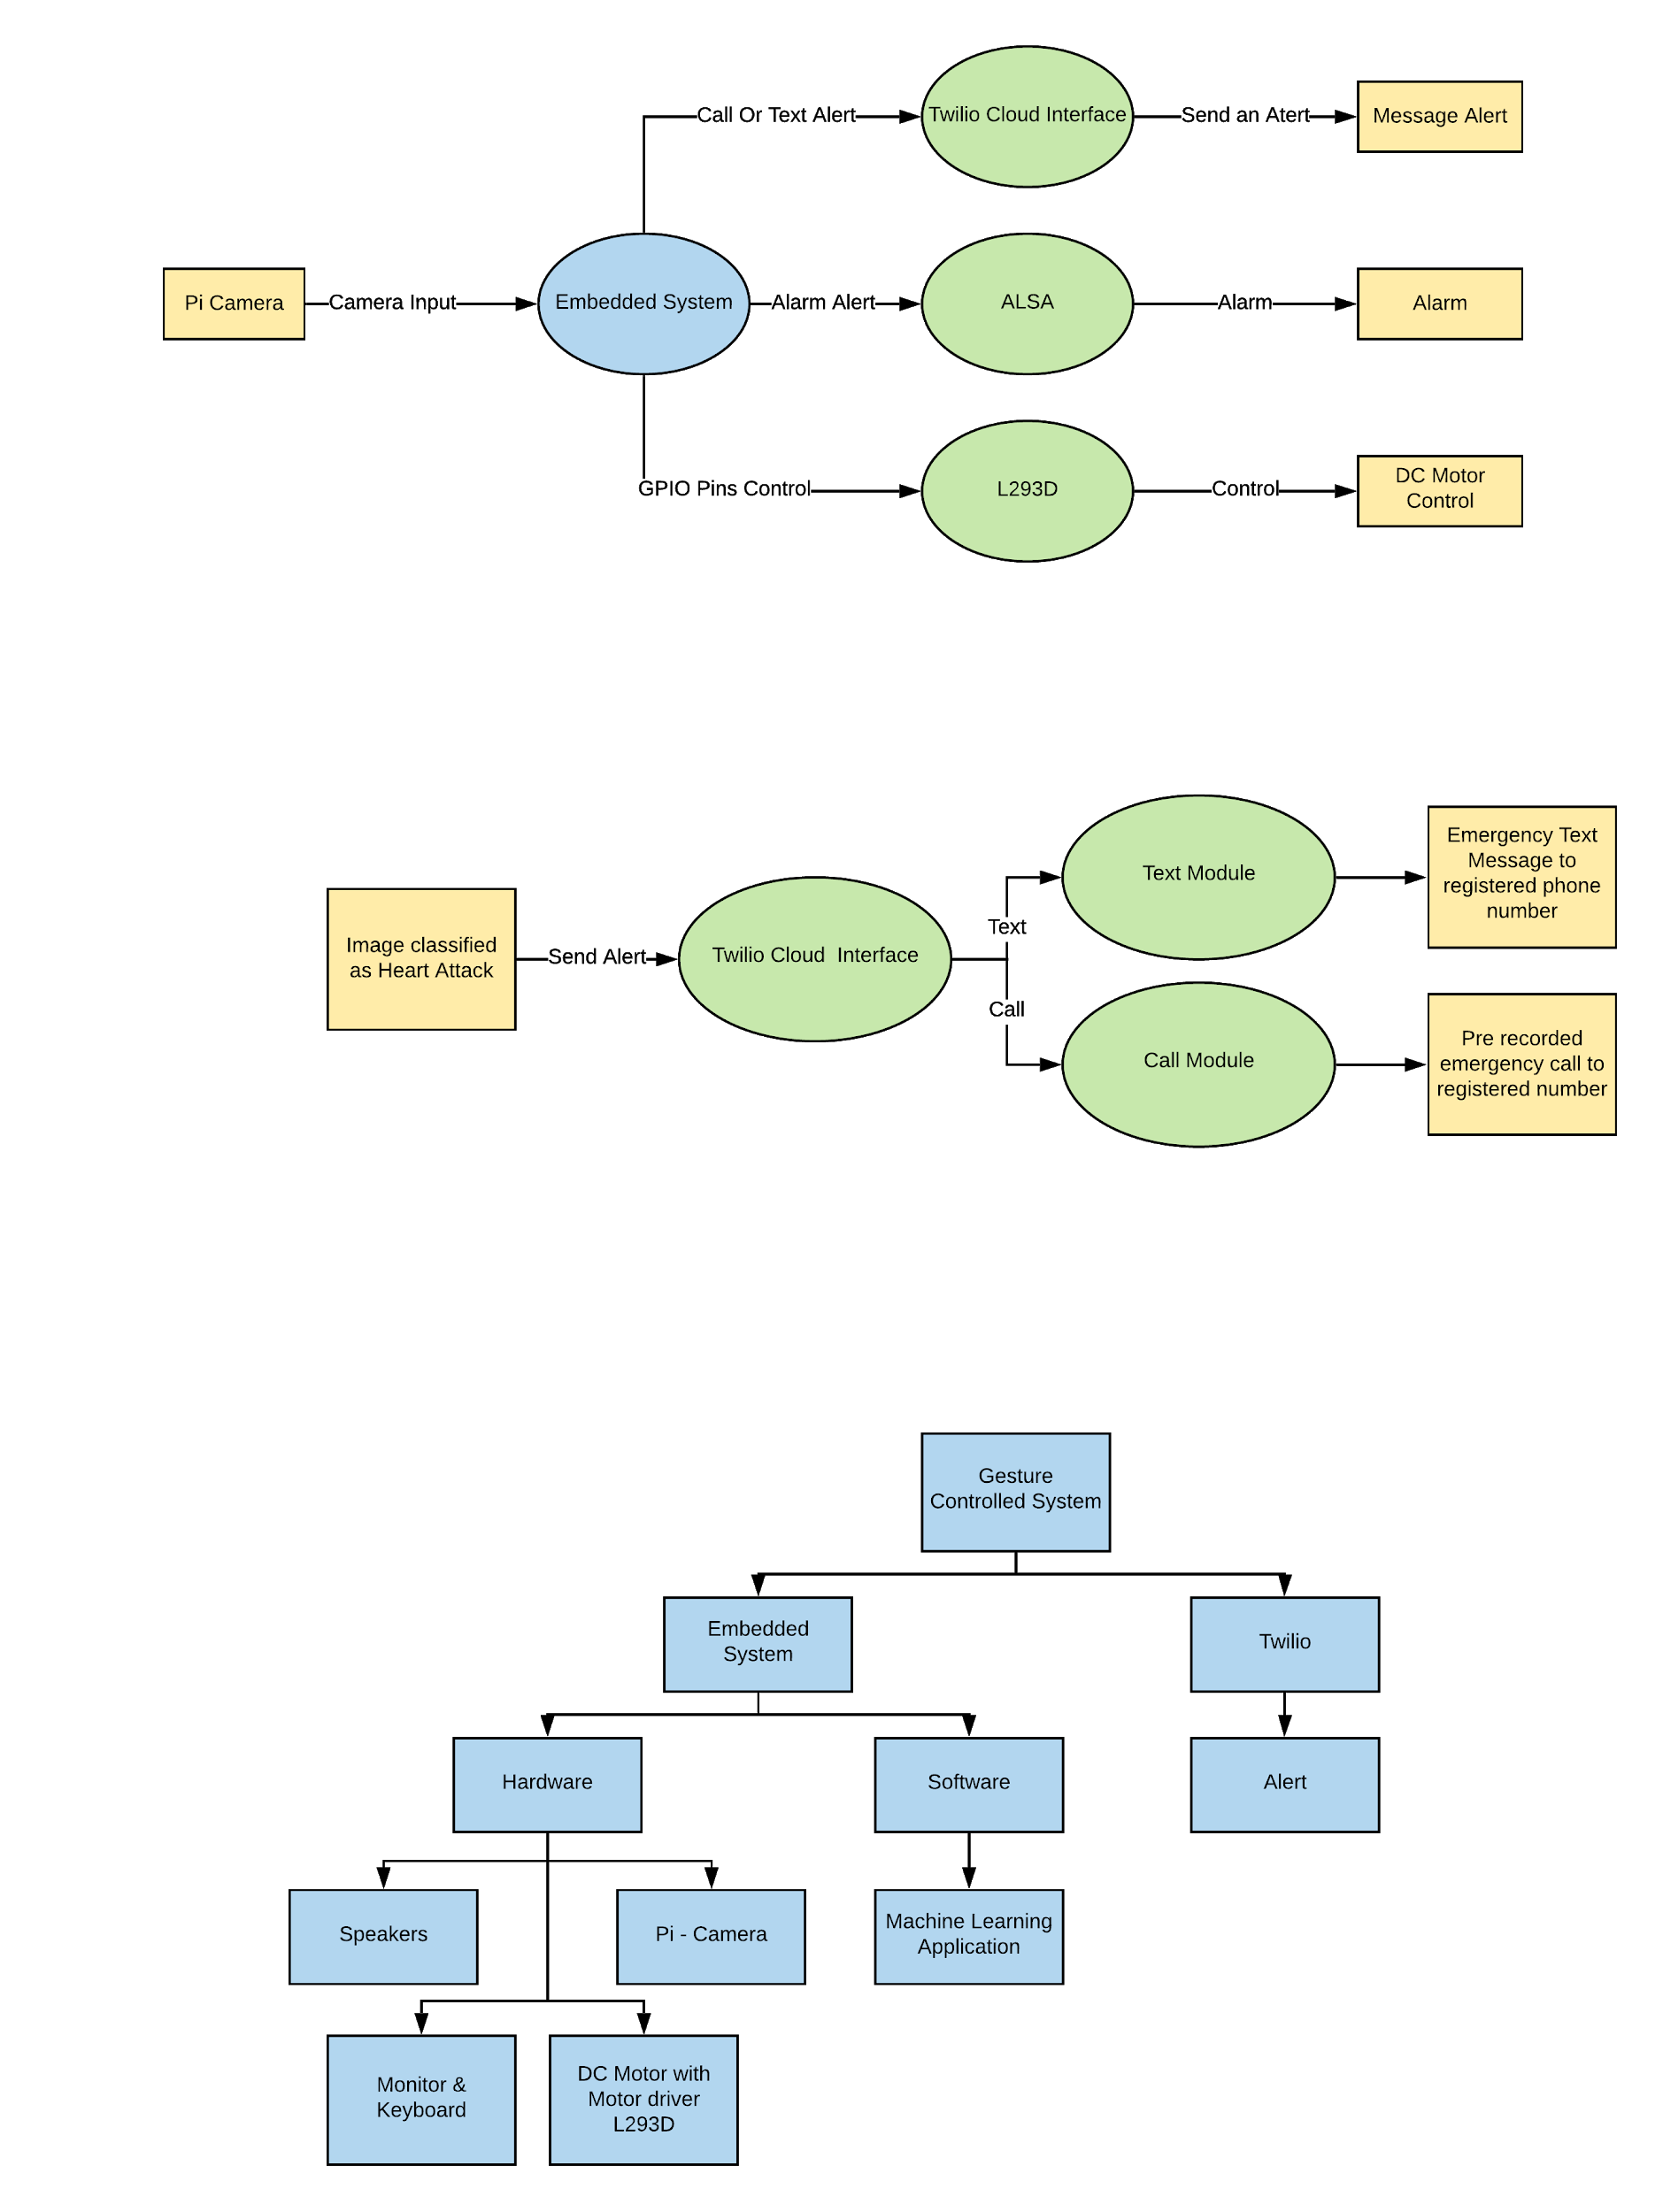 Call Or Text Alert
Twilio Cloud Interface
Send an Atert
Message Alert
Pi Camera
Camera Input
Embedded System
Alarm Alert
ALSA
Alarm
Alarm
GPIO Pins Control
L293D
Control
DC Motor
Control
Image classified
as Heart Attack
Send Alert
Twilio Cloud  Interface
Text
Text Module
Emergency Text
Message to
registered phone
number
Call
Call Module
Pre recorded
emergency call to
registered number
Gesture
Controlled System
Embedded
System
Twilio
Hardware
Software
Alert
Speakers
Pi - Camera
Machine Learning
Application
Monitor &
Keyboard
DC Motor with
Motor driver
L293D